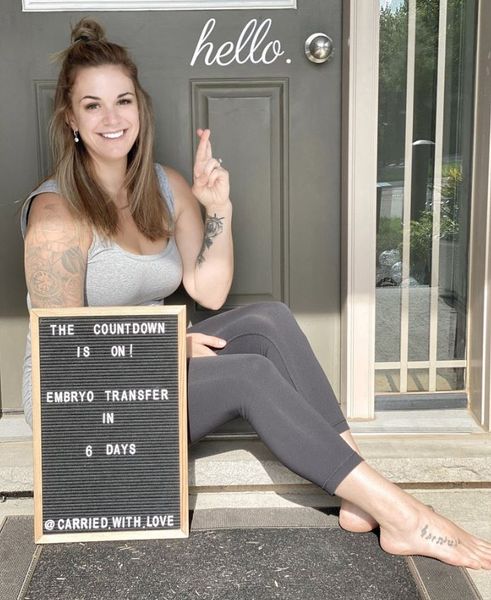 hello.
THE COUNTDOWN
IS ON!
EMBRYO TRANSFER
IN
6 DAYS
@CARRIED.WITH.LOVE